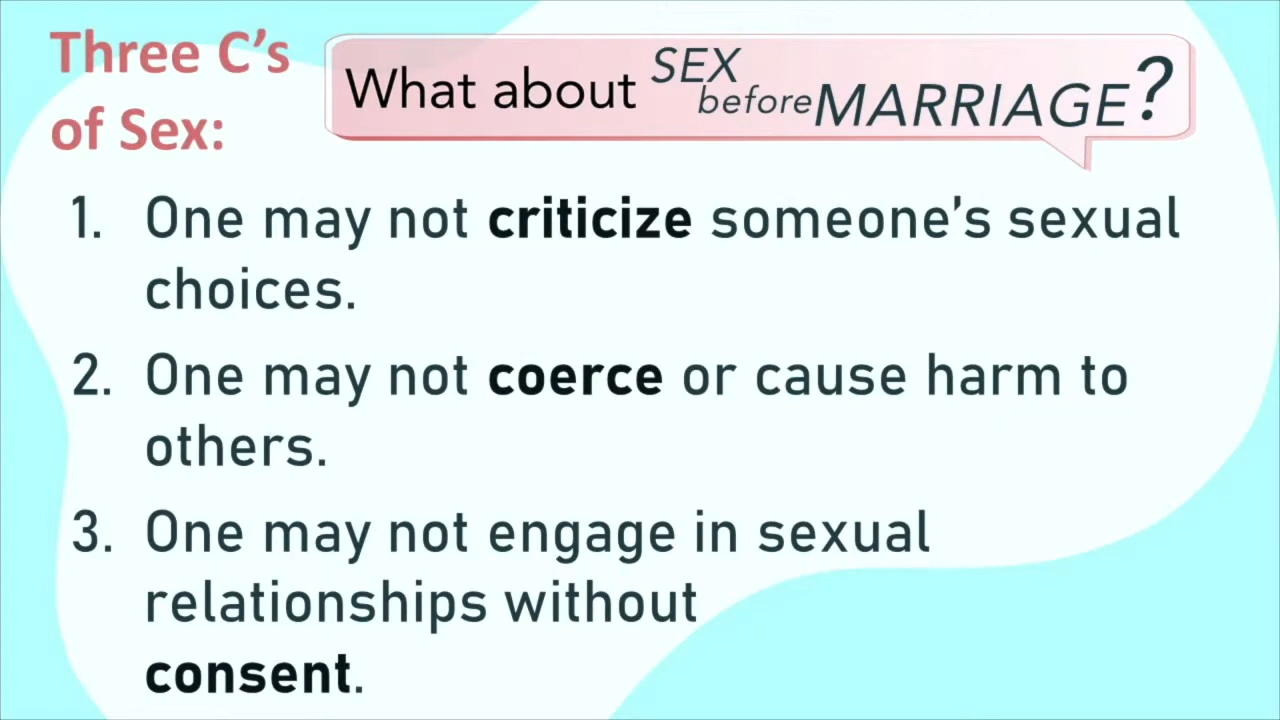 Three C’s
of Sex:
What about SEX before MARRIAGE?
1. One may not criticize someone’s sexual
choices.
2. One may not coerce or cause harm to
others.
3. One may not engage in sexual
relationships without
consent.